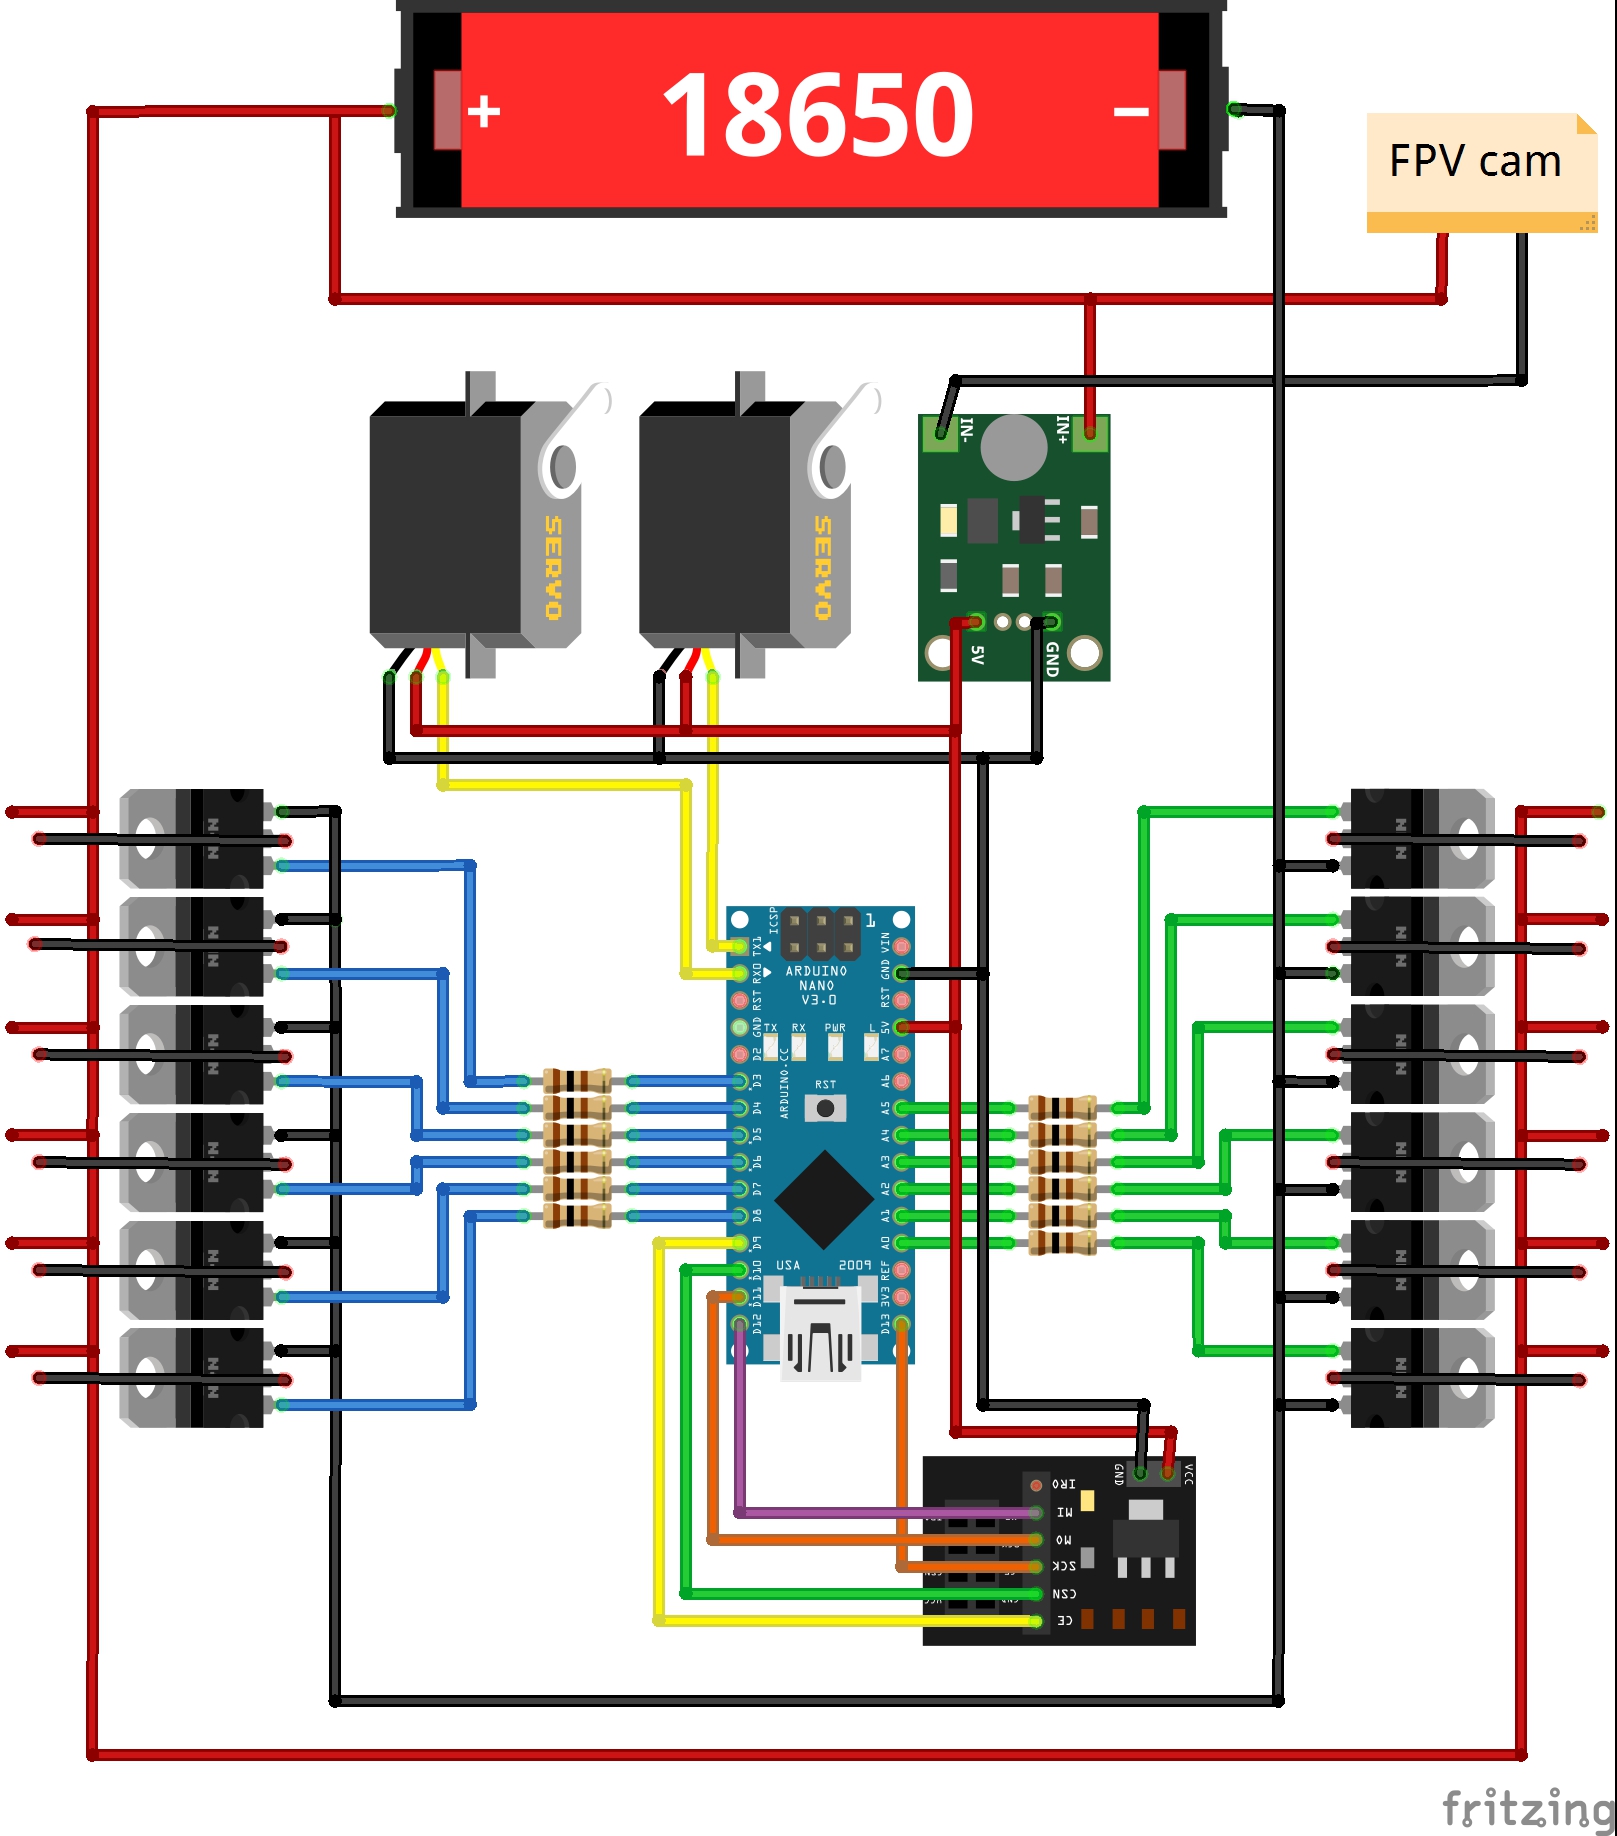 + 18650 −
FPV cam
IN-
IN+
SERVO
SERVO
5V
GND
ICSP
1
TX1
RX0
RST
GND
D2
D3
D4
D5
D6
D7
D8
D9
D10
D11
D12
VIN
GND
RST
5V
A7
A6
A5
A4
A3
A2
A1
A0
REF
3V3
D13
ARDUINO
NANO
V3.0
TX
RX
PWR
L
ARDUINO.CC
RST
USA
2009
GND
VCC
IRQ
MI
MO
SCK
CSN
CE
fritzing